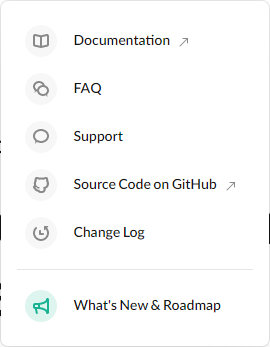 Documentation ↗
FAQ
Support
Source Code on GitHub ↗
Change Log
What's New & Roadmap